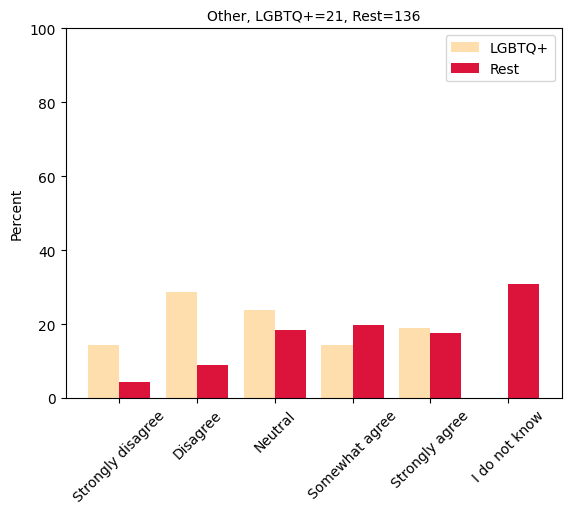 Other, LGBTQ+=21, Rest=136
100
80
60
40
20
0
Percent
LGBTQ+
Rest
Strongly disagree
Disagree
Neutral
Somewhat agree
Strongly agree
I do not know